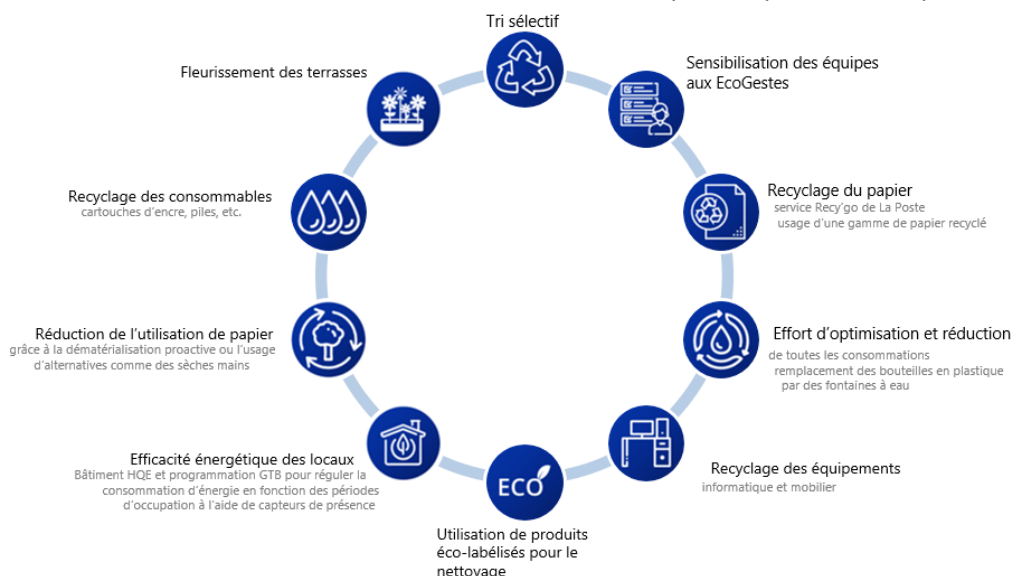 Tri sélectif
Sensibilisation des équipes
aux EcoGestes
Recyclage du papier
service Recy'go de La Poste
usage d'une gamme de papier recyclé
Effort d'optimisation et réduction
de toutes les consommations
remplacement des bouteilles en plastique
par des fontaines à eau
Recyclage des équipements
informatique et mobilier
ECO
Utilisation de produits
éco-labélisés pour le
nettoyage
Efficacité énergétique des locaux
Bâtiment HQE et programmation GTB pour réguler la
consommation d'énergie en fonction des périodes
d'occupation à l'aide de capteurs de présence
Réduction de l'utilisation de papier
grâce à la dématérialisation proactive ou l'usage
d'alternatives comme des sèches mains
Recyclage des consommables
cartouches d'encre, piles, etc.
Fleurissement des terrasses